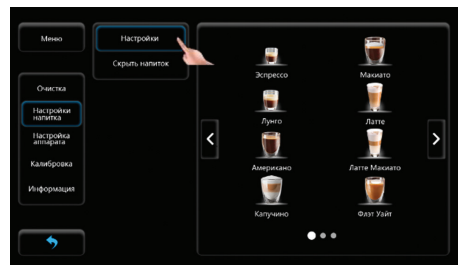 Меню
Настройки
Скрыть напиток
Очистка
Настройки
напитка
Настройка
аппарата
Калибровка
Информация
Эспрессо
Макиато
Лунго
Латте
Американо
Латте Макиато
Капучино
Флэт Уайт